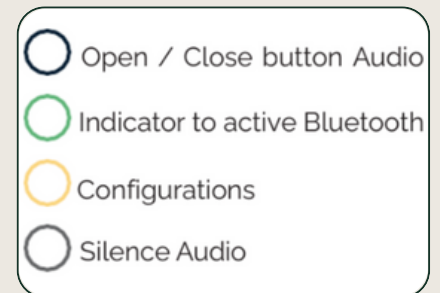 Open / Close button Audio
Indicator to active Bluetooth
Configurations
Silence Audio